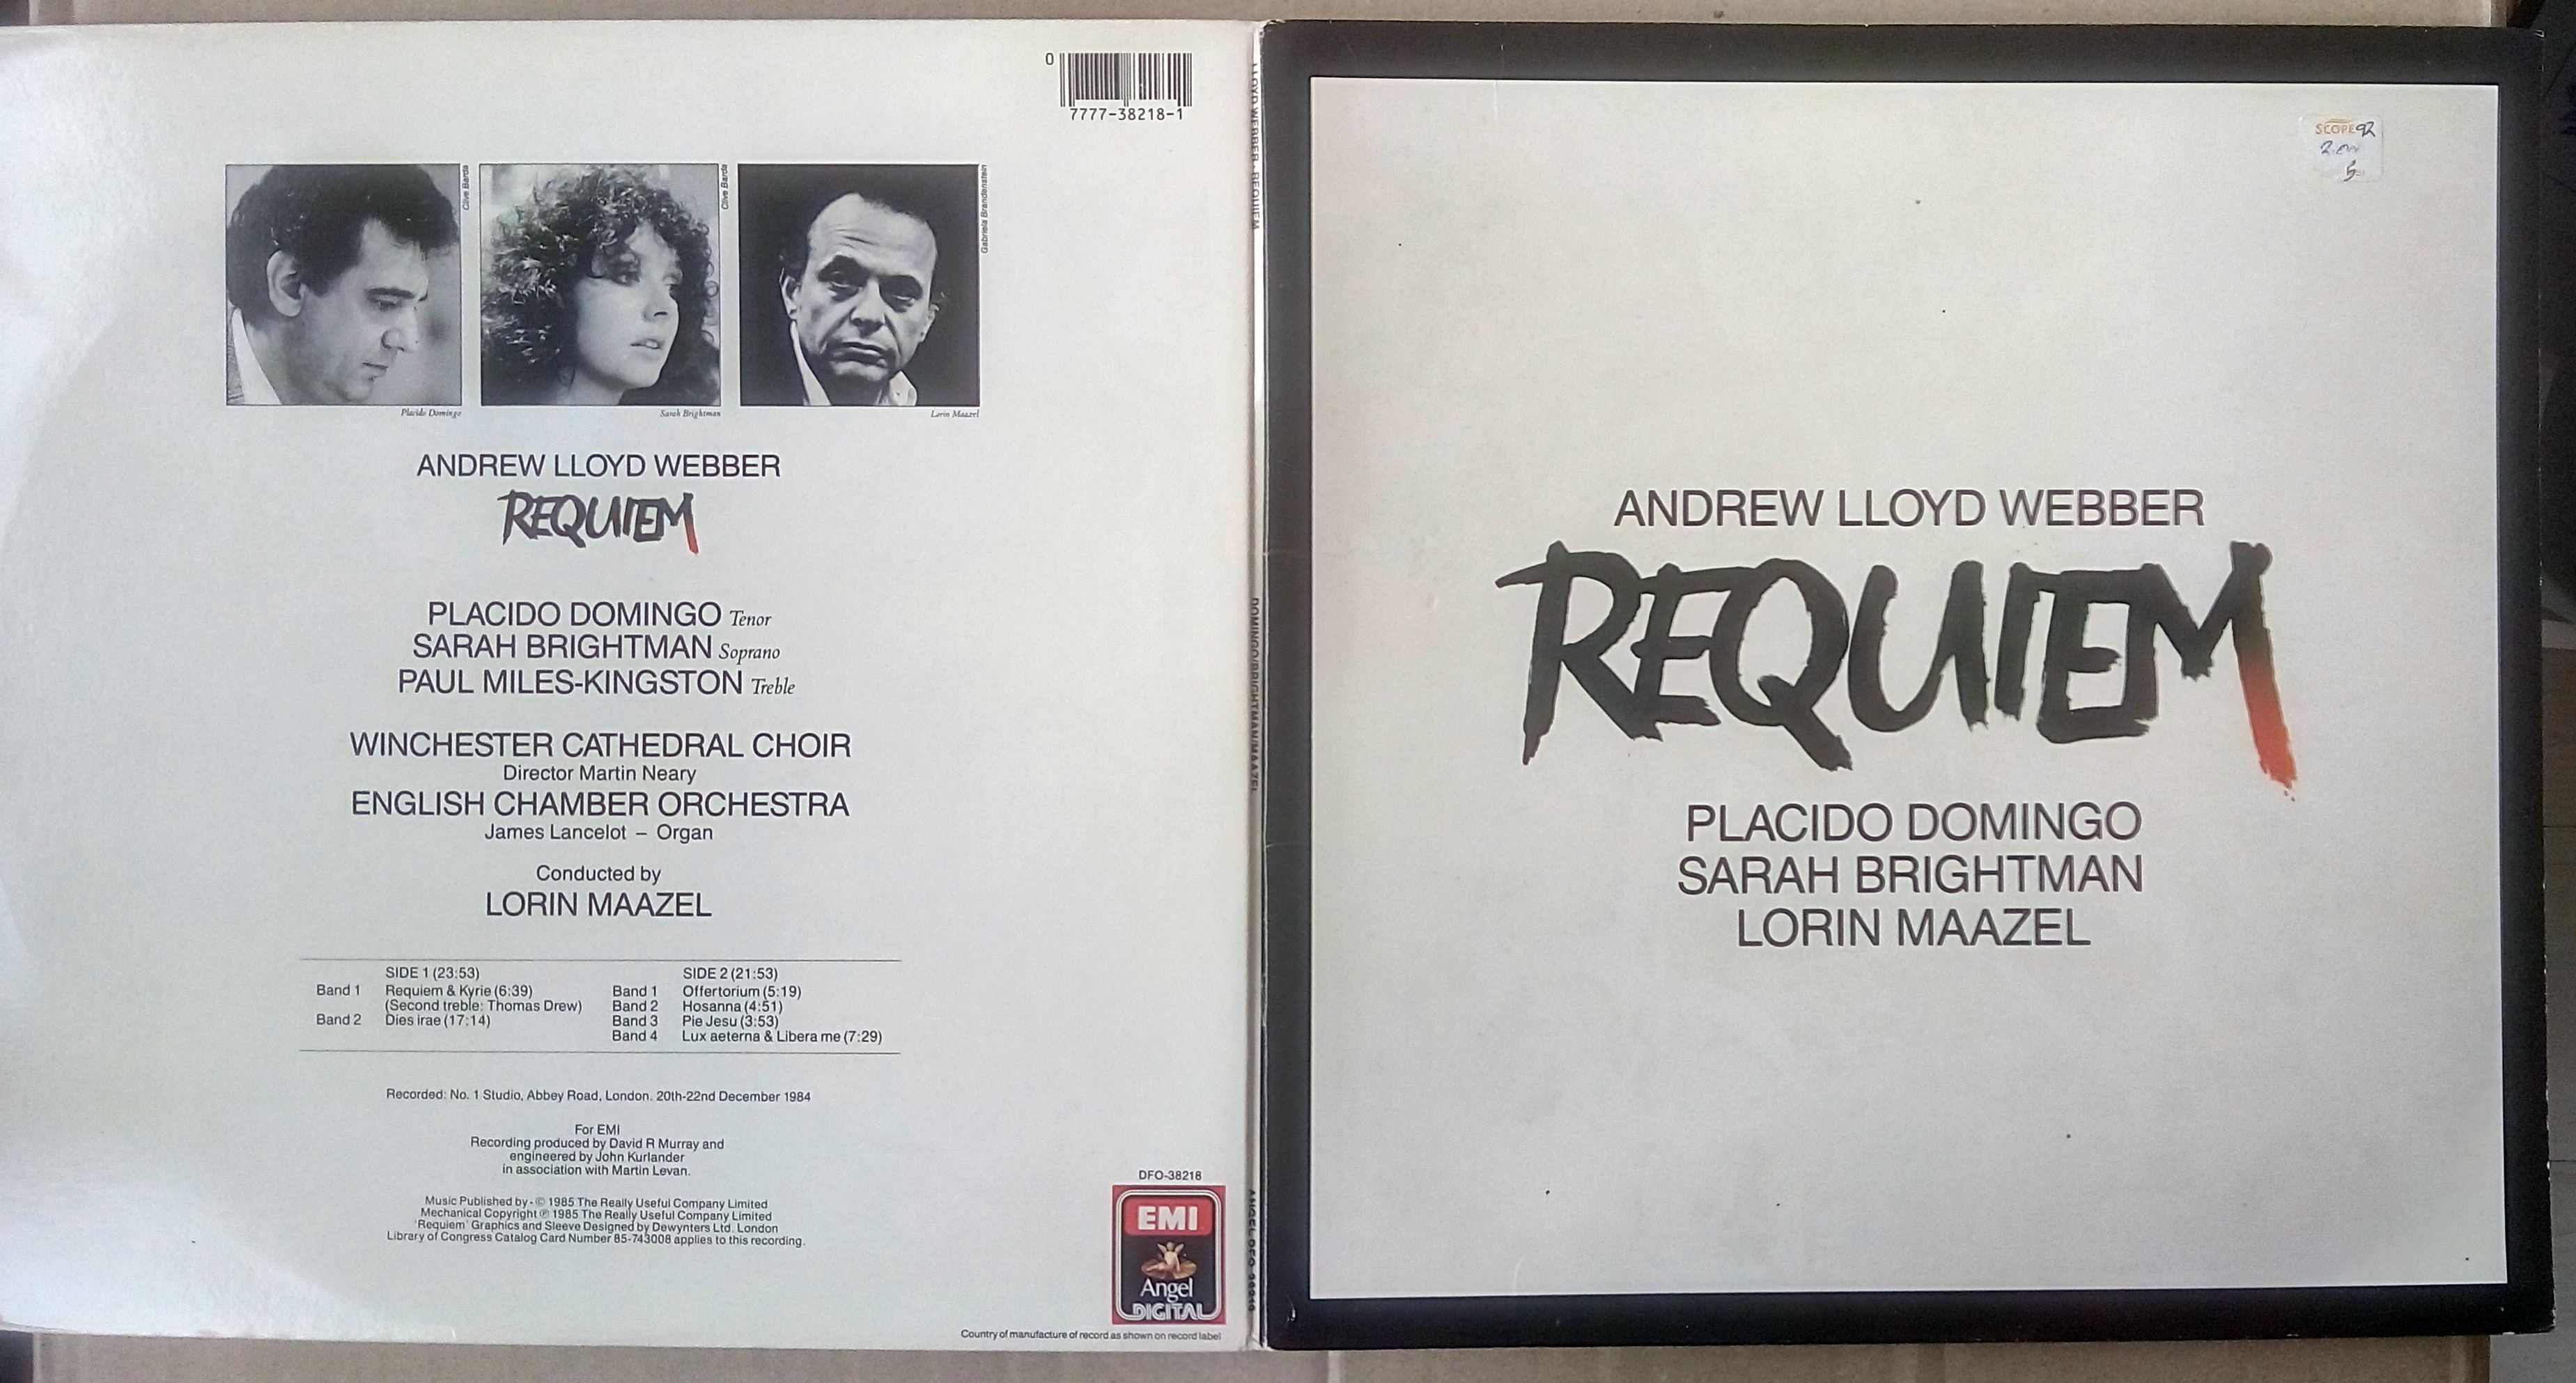 0
7777-38218-1
Clive Barda
Clive Barda
Gabriela Brandenstein
Placido Domingo
Sarah Brightman
Lorin Maazel
ANDREW LLOYD WEBBER
REQUIEM
PLACIDO DOMINGO Tenor
SARAH BRIGHTMAN Soprano
PAUL MILES-KINGSTON Treble
WINCHESTER CATHEDRAL CHOIR
Director Martin Neary
ENGLISH CHAMBER ORCHESTRA
James Lancelot – Organ
Conducted by
LORIN MAAZEL
SIDE 1 (23:53)
Band 1 Requiem & Kyrie (6:39)
(Second treble: Thomas Drew)
Band 2 Dies irae (17:14)
SIDE 2 (21:53)
Band 1 Offertorium (5:19)
Band 2 Hosanna (4:51)
Band 3 Pie Jesu (3:53)
Band 4 Lux aeterna & Libera me (7:29)
Recorded: No. 1 Studio, Abbey Road, London. 20th-22nd December 1984
For EMI
Recording produced by David R Murray and
engineered by John Kurlander
in association with Martin Levan.
Music Published by - © 1985 The Really Useful Company Limited
Mechanical Copyright ℗ 1985 The Really Useful Company Limited
'Requiem' Graphics and Sleeve Designed by Dewynters Ltd. London
Library of Congress Catalog Card Number 85-743008 applies to this recording.
DFO-38218
EMI
Angel
DIGITAL
Country of manufacture of record as shown on record label
LLOYD WEBBER · REQUIEM
DOMINGO/BRIGHTMAN/MAAZEL
ANGEL DFO-38218
SCOPE 92
ANDREW LLOYD WEBBER
REQUIEM
PLACIDO DOMINGO
SARAH BRIGHTMAN
LORIN MAAZEL